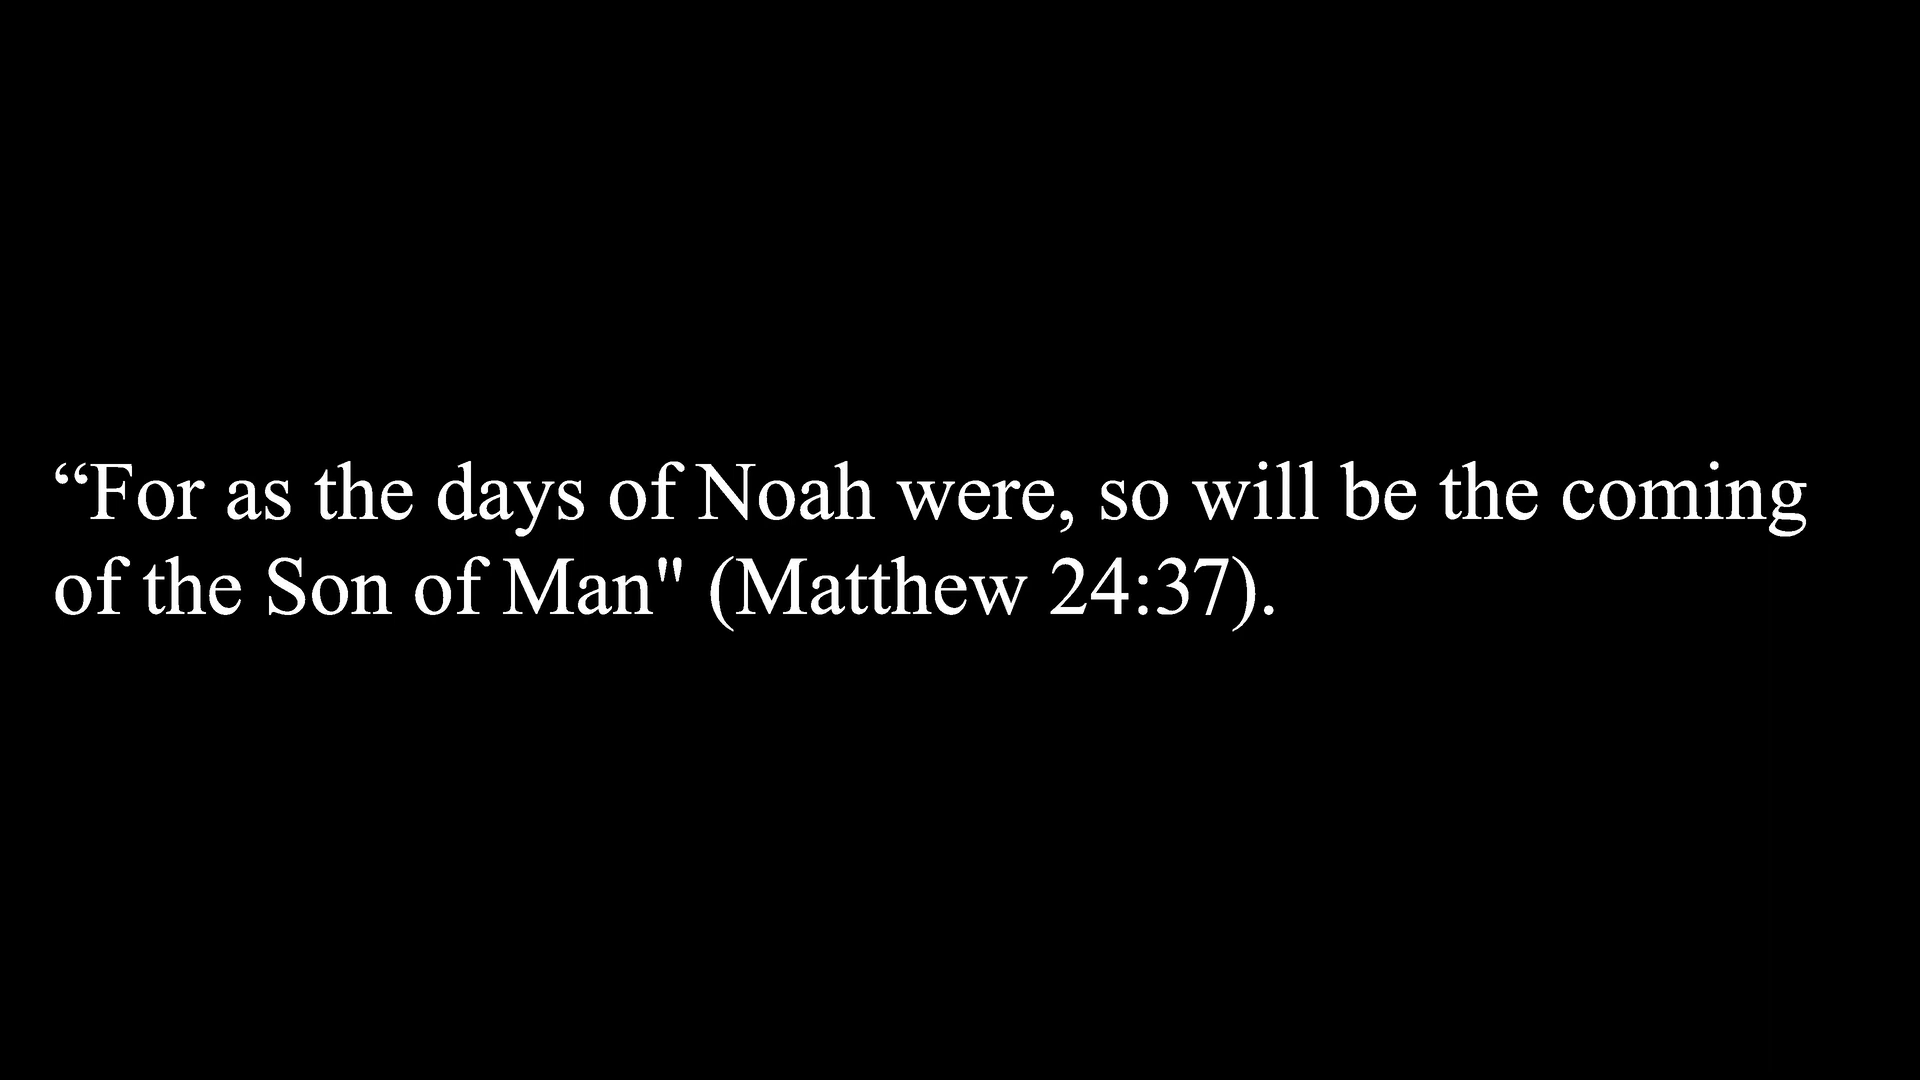 “For as the days of Noah were, so will be the coming
of the Son of Man" (Matthew 24:37).